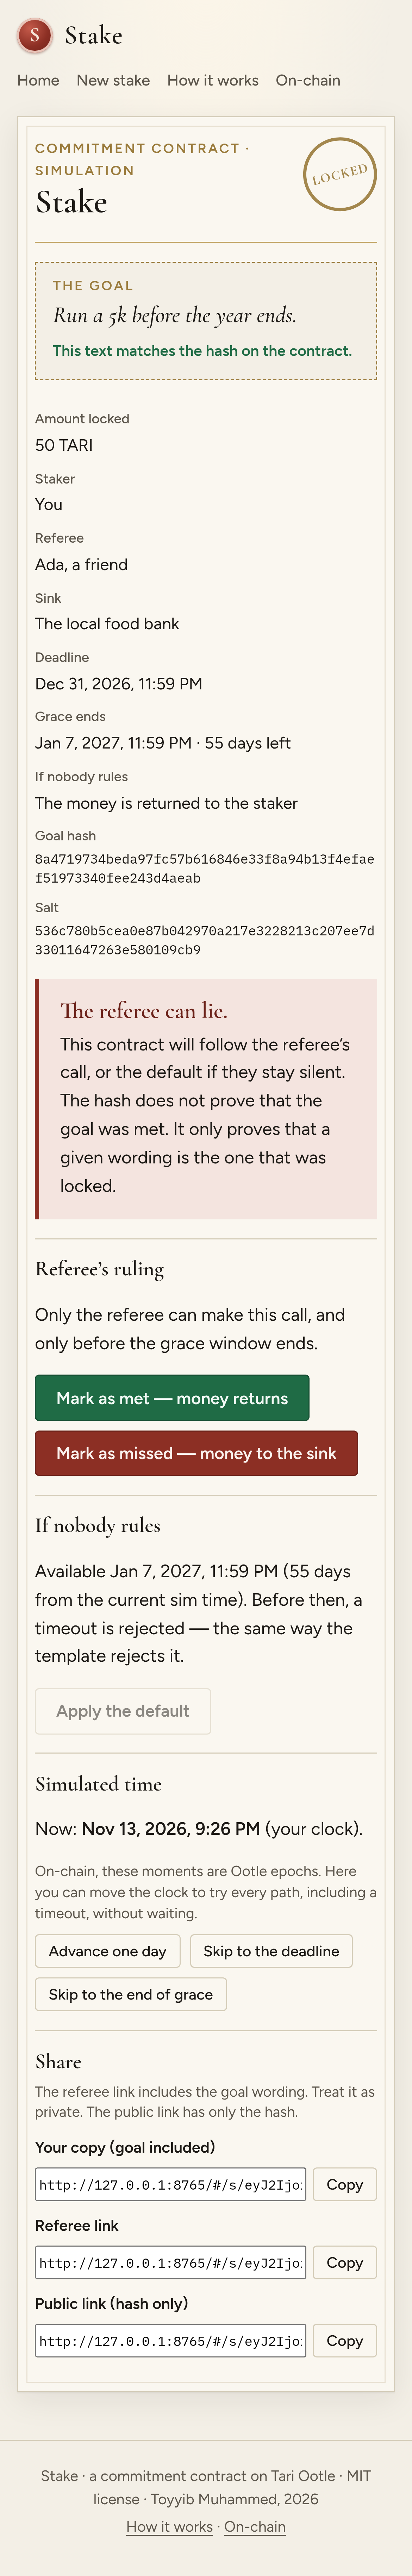 S Stake
Home New stake How it works On-chain
COMMITMENT CONTRACT ·
SIMULATION
LOCKED
Stake
THE GOAL
Run a 5k before the year ends.
This text matches the hash on the contract.
Amount locked
50 TARI
Staker
You
Referee
Ada, a friend
Sink
The local food bank
Deadline
Dec 31, 2026, 11:59 PM
Grace ends
Jan 7, 2027, 11:59 PM · 55 days left
If nobody rules
The money is returned to the staker
Goal hash
8a4719734beda97fc57b616846e33f8a94b13f4efae
f51973340fee243d4aeab
Salt
536c780b5cea0e87b042970a217e3228213c207ee7d
33011647263e580109cb9
The referee can lie.
This contract will follow the referee’s
call, or the default if they stay silent.
The hash does not prove that the
goal was met. It only proves that a
given wording is the one that was
locked.
Referee’s ruling
Only the referee can make this call, and
only before the grace window ends.
Mark as met — money returns
Mark as missed — money to the sink
If nobody rules
Available Jan 7, 2027, 11:59 PM (55 days
from the current sim time). Before then, a
timeout is rejected — the same way the
template rejects it.
Apply the default
Simulated time
Now: Nov 13, 2026, 9:26 PM (your clock).
On-chain, these moments are Ootle epochs. Here
you can move the clock to try every path, including a
timeout, without waiting.
Advance one day Skip to the deadline
Skip to the end of grace
Share
The referee link includes the goal wording. Treat it as
private. The public link has only the hash.
Your copy (goal included)
http://127.0.0.1:8765/#/s/eyJ2Ijo: Copy
Referee link
http://127.0.0.1:8765/#/s/eyJ2Ijo: Copy
Public link (hash only)
http://127.0.0.1:8765/#/s/eyJ2Ijo: Copy
Stake · a commitment contract on Tari Ootle · MIT
license · Toyyib Muhammed, 2026
How it works · On-chain